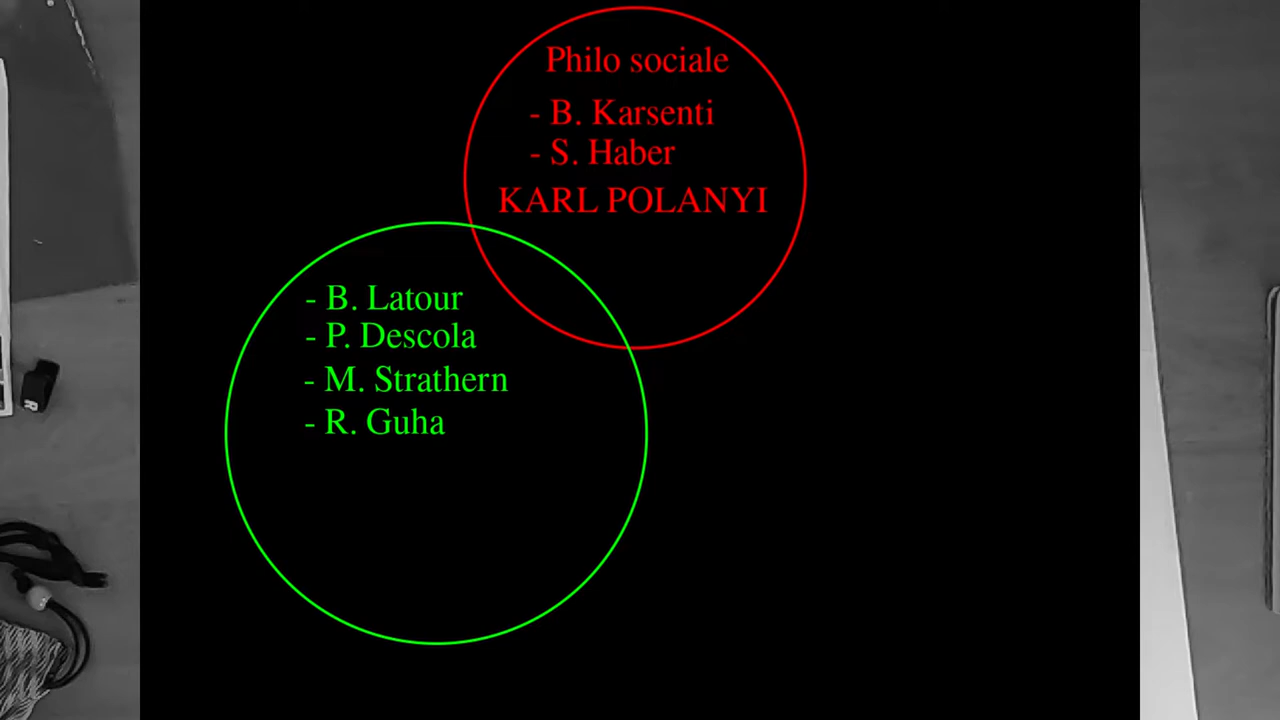 Philo sociale
- B. Karsenti
- S. Haber
KARL POLANYI
- B. Latour
- P. Descola
- M. Strathern
- R. Guha
R